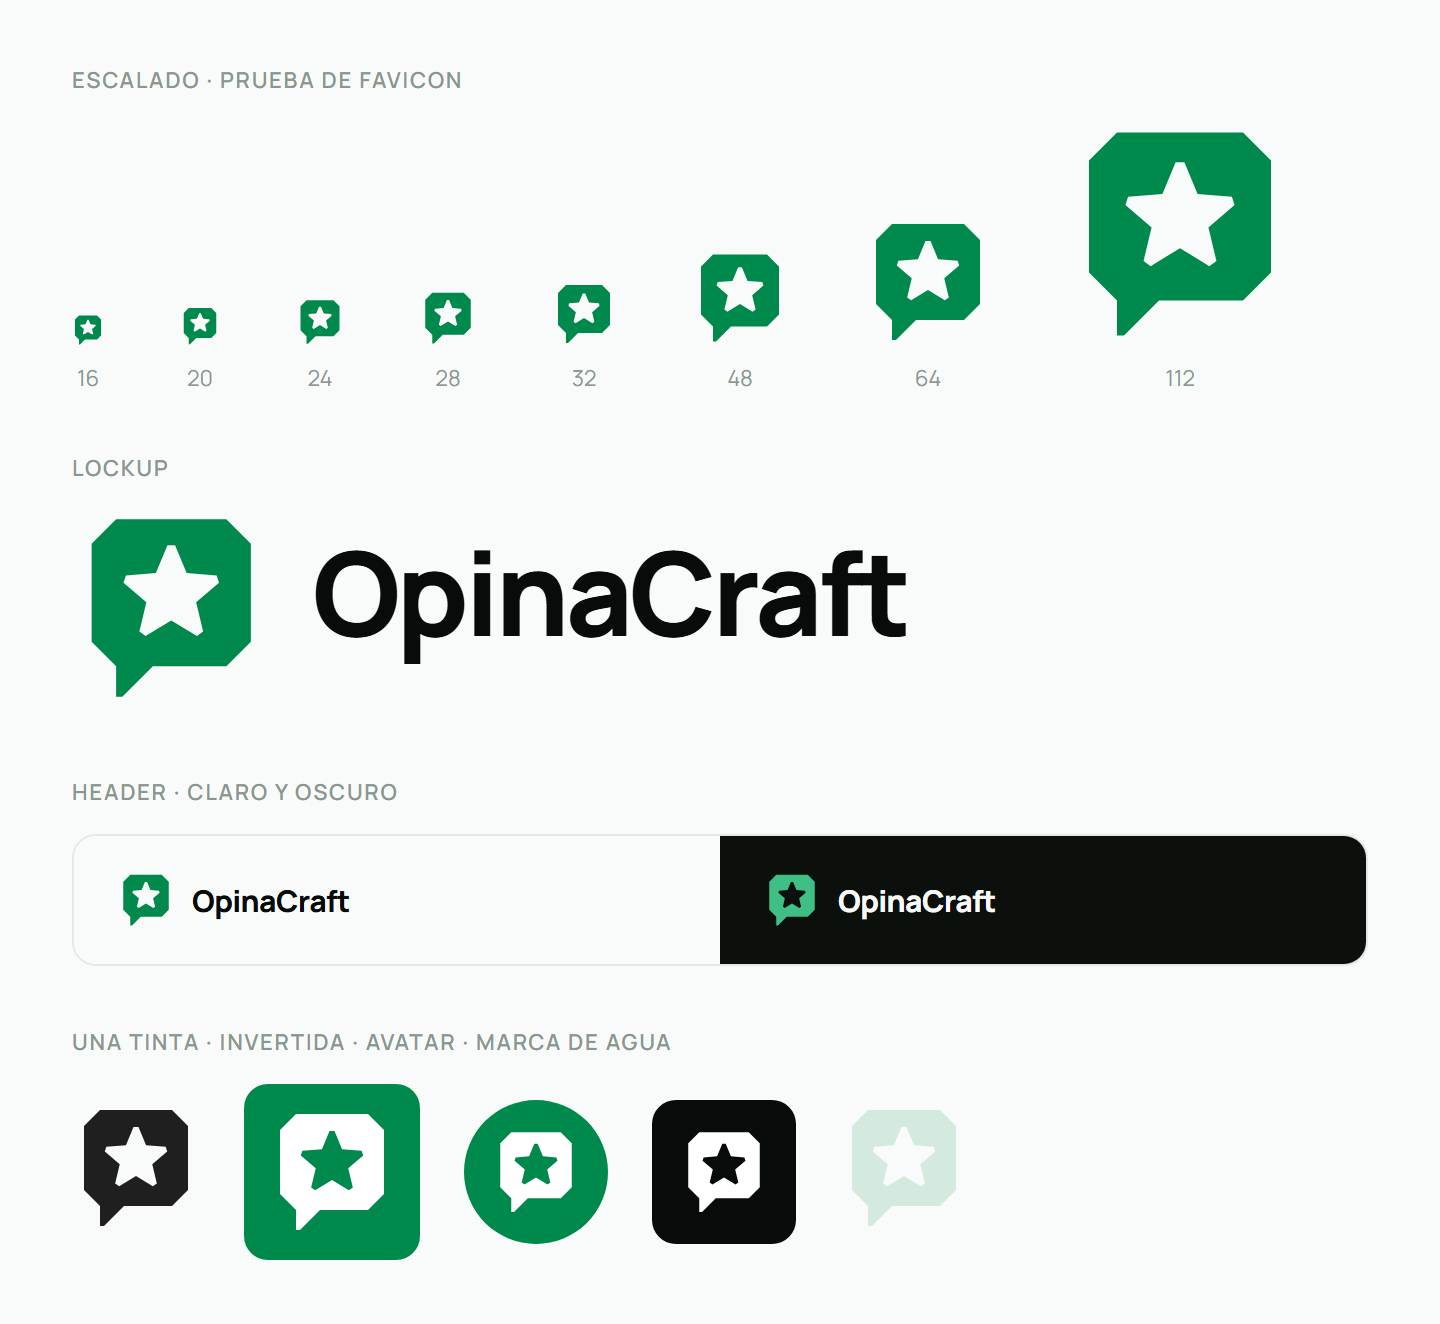 ESCALADO · PRUEBA DE FAVICON
16 20 24 28 32 48 64 112
LOCKUP
OpinaCraft
HEADER · CLARO Y OSCURO
OpinaCraft OpinaCraft
UNA TINTA · INVERTIDA · AVATAR · MARCA DE AGUA